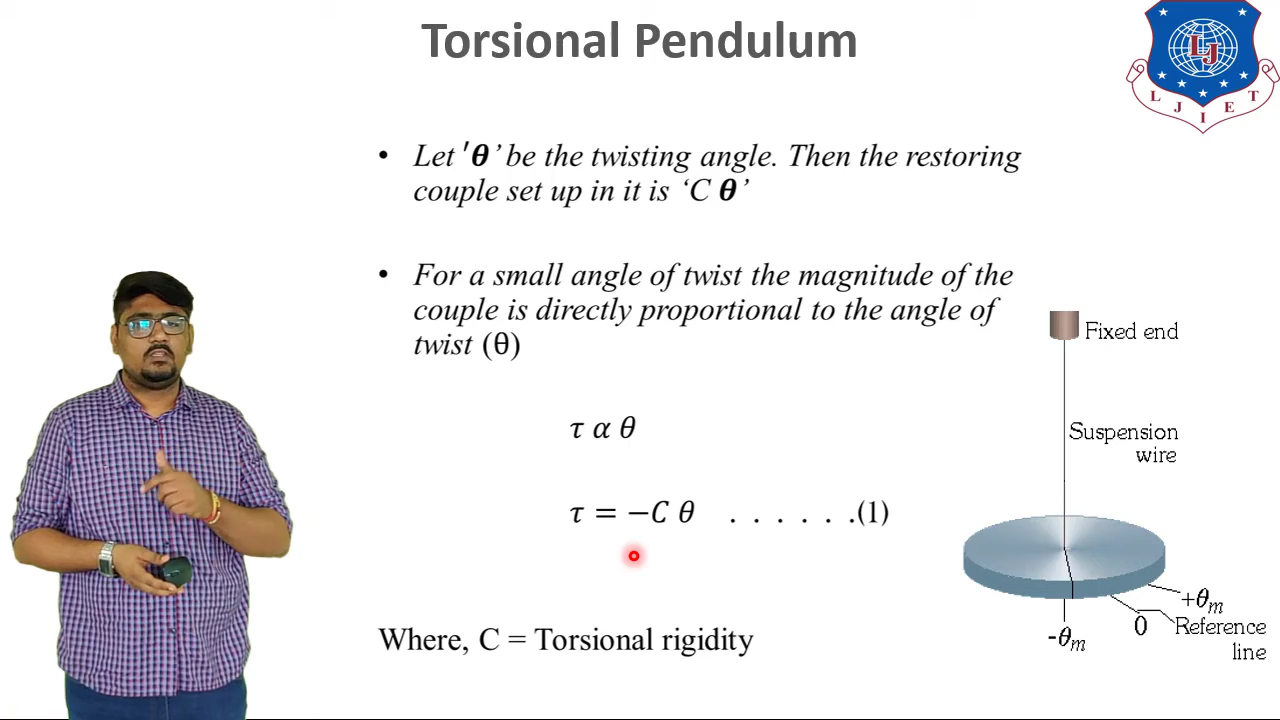 Torsional Pendulum
LJ
L J I E T
• Let ′θ’ be the twisting angle. Then the restoring
couple set up in it is ‘C θ’
• For a small angle of twist the magnitude of the
couple is directly proportional to the angle of
twist (θ)
τ α θ
τ = −C θ . . . . . .(1)
Where, C = Torsional rigidity
Fixed end
Suspension
wire
+θm
0
Reference
line
-θm